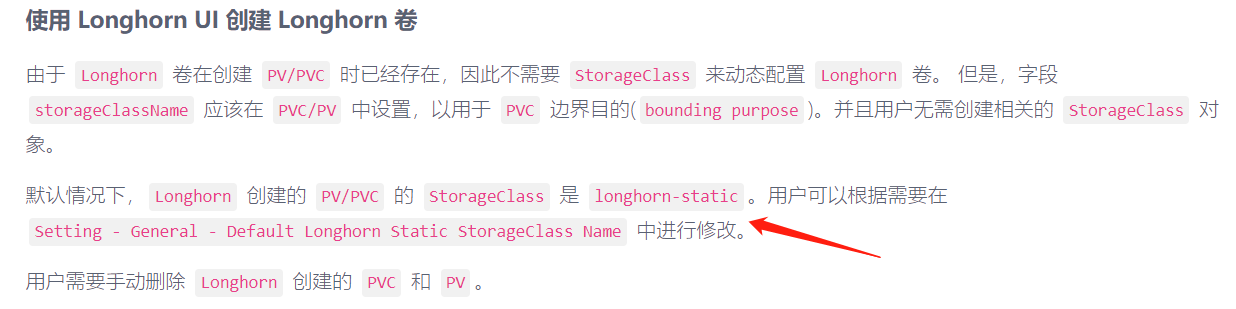 使用 Longhorn UI 创建 Longhorn 卷
由于 Longhorn 卷在创建 PV/PVC 时已经存在，因此不需要 StorageClass 来动态配置 Longhorn 卷。 但是，字段
storageClassName 应该在 PVC/PV 中设置，以用于 PVC 边界目的( bounding purpose )。并且用户无需创建相关的 StorageClass 对
象。
默认情况下， Longhorn 创建的 PV/PVC 的 StorageClass 是 longhorn-static 。用户可以根据需要在
Setting - General - Default Longhorn Static StorageClass Name 中进行修改。
用户需要手动删除 Longhorn 创建的 PVC 和 PV 。